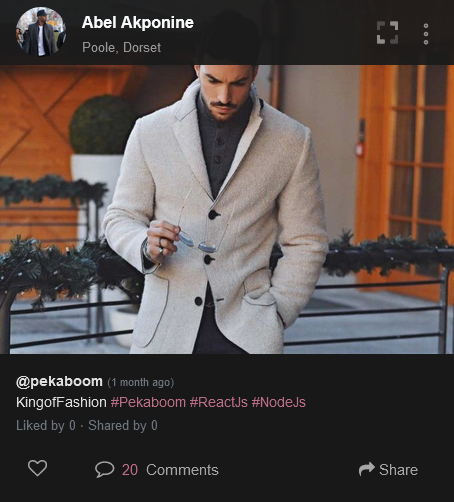 Abel Akponine
Poole, Dorset
@pekaboom (1 month ago)
KingofFashion #Pekaboom #ReactJs #NodeJs
Liked by 0 · Shared by 0
20 Comments Share